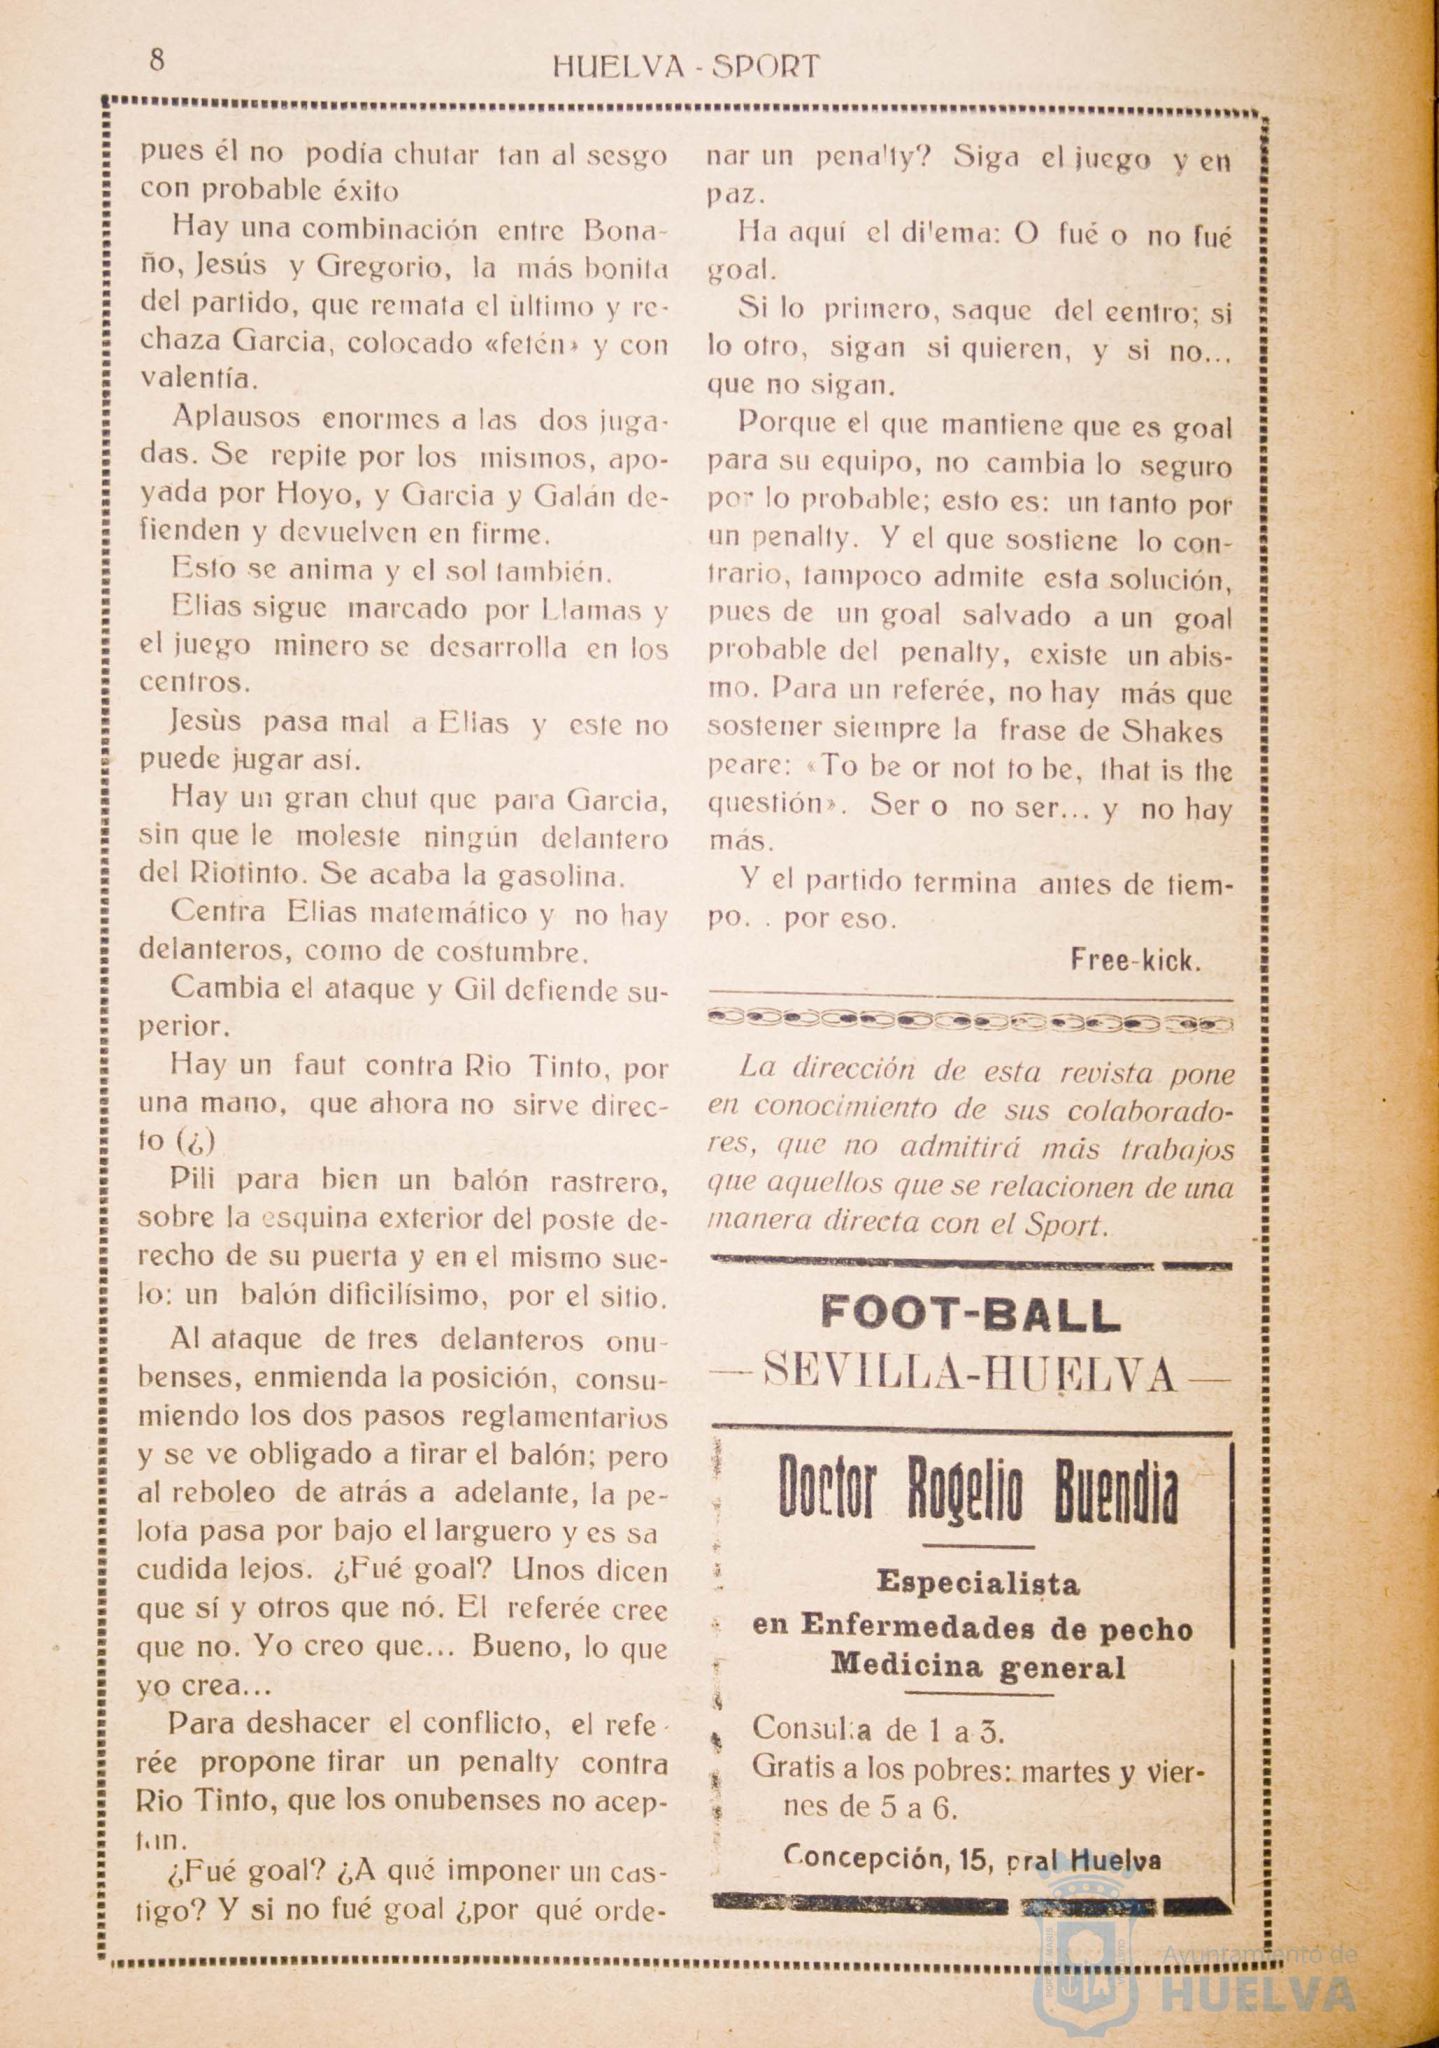 8
HUELVA - SPORT
pues él no podía chutar tan al sesgo
con probable éxito
Hay una combinación entre Bona-
ño, Jesús y Gregorio, la más bonita
del partido, que remata el último y re-
chaza Garcia, colocado «fetén» y con
valentía.
Aplausos enormes a las dos juga-
das. Se repite por los mismos, apo-
yada por Hoyo, y Garcia y Galán de-
fienden y devuelven en firme.
Esto se anima y el sol también.
Elias sigue marcado por Llamas y
el juego minero se desarrolla en los
centros.
Jesùs pasa mal a Elias y este no
puede jugar así.
Hay un gran chut que para Garcia,
sin que le moleste ningún delantero
del Riotinto. Se acaba la gasolina.
Centra Elias matemático y no hay
delanteros, como de costumbre.
Cambia el ataque y Gil defiende su-
perior.
Hay un faut contra Rio Tinto, por
una mano, que ahora no sirve direc-
to (¿)
Pili para bien un balón rastrero,
sobre la esquina exterior del poste de-
recho de su puerta y en el mismo sue-
lo: un balón dificilísimo, por el sitio.
Al ataque de tres delanteros onu-
benses, enmienda la posición, consu-
miendo los dos pasos reglamentarios
y se ve obligado a tirar el balón; pero
al reboleo de atrás a adelante, la pe-
lota pasa por bajo el larguero y es sa
cudida lejos. ¿Fué goal? Unos dicen
que sí y otros que nó. El referée cree
que no. Yo creo que... Bueno, lo que
yo crea...
Para deshacer el conflicto, el refe-
rée propone tirar un penalty contra
Rio Tinto, que los onubenses no acep-
tan.
¿Fué goal? ¿A qué imponer un cas-
tigo? Y si no fué goal ¿por qué orde-
nar un penalty? Siga el juego y en
paz.
Ha aquí el dilema: O fué o no fué
goal.
Si lo primero, saque del centro; si
lo otro, sigan si quieren, y si no...
que no sigan.
Porque el que mantiene que es goal
para su equipo, no cambia lo seguro
por lo probable; esto es: un tanto por
un penalty. Y el que sostiene lo con-
trario, tampoco admite esta solución,
pues de un goal salvado a un goal
probable del penalty, existe un abis-
mo. Para un referée, no hay más que
sostener siempre la frase de Shakes
peare: «To be or not to be, that is the
questión». Ser o no ser... y no hay
más.
Y el partido termina antes de tiem-
po. . por eso.
Free-kick.
La dirección de esta revista pone
en conocimiento de sus colaborado-
res, que no admitirá más trabajos
que aquellos que se relacionen de una
manera directa con el Sport.
FOOT-BALL
— SEVILLA-HUELVA —
Doctor Rogelio Buendia
Especialista
en Enfermedades de pecho
Medicina general
Consulta de 1 a 3.
Gratis a los pobres: martes y vier-
nes de 5 a 6.
Concepción, 15, pral Huelva
Ayuntamiento de
HUELVA